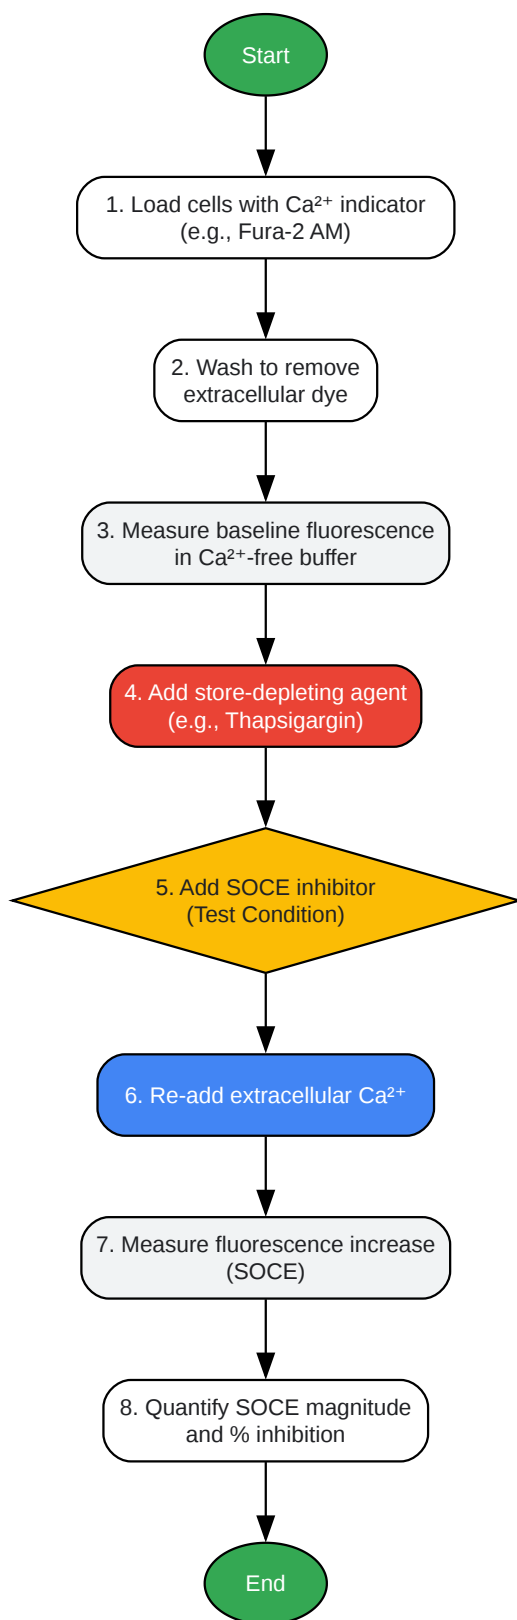 Start
1. Load cells with Ca²⁺ indicator
(e.g., Fura-2 AM)
2. Wash to remove
extracellular dye
3. Measure baseline fluorescence
in Ca²⁺-free buffer
4. Add store-depleting agent
(e.g., Thapsigargin)
5. Add SOCE inhibitor
(Test Condition)
6. Re-add extracellular Ca²⁺
7. Measure fluorescence increase
(SOCE)
8. Quantify SOCE magnitude
and % inhibition
End